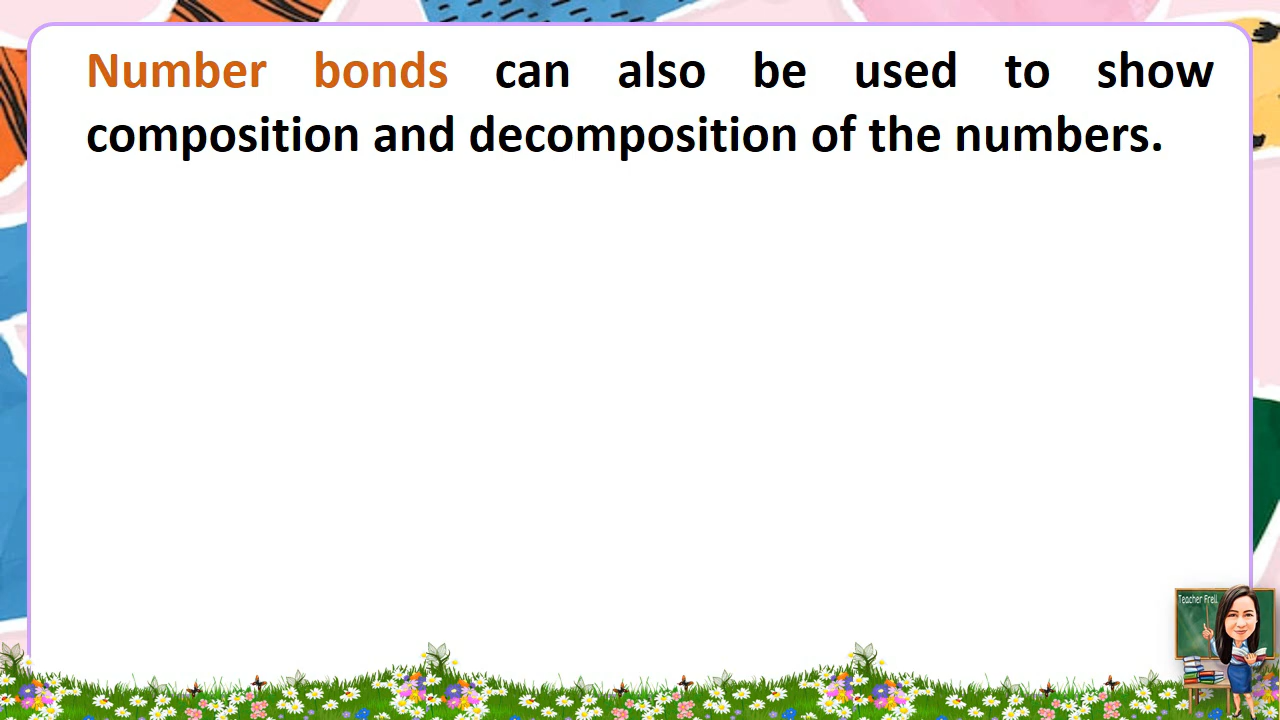 Number bonds can also be used to show
composition and decomposition of the numbers.
Teacher Frell